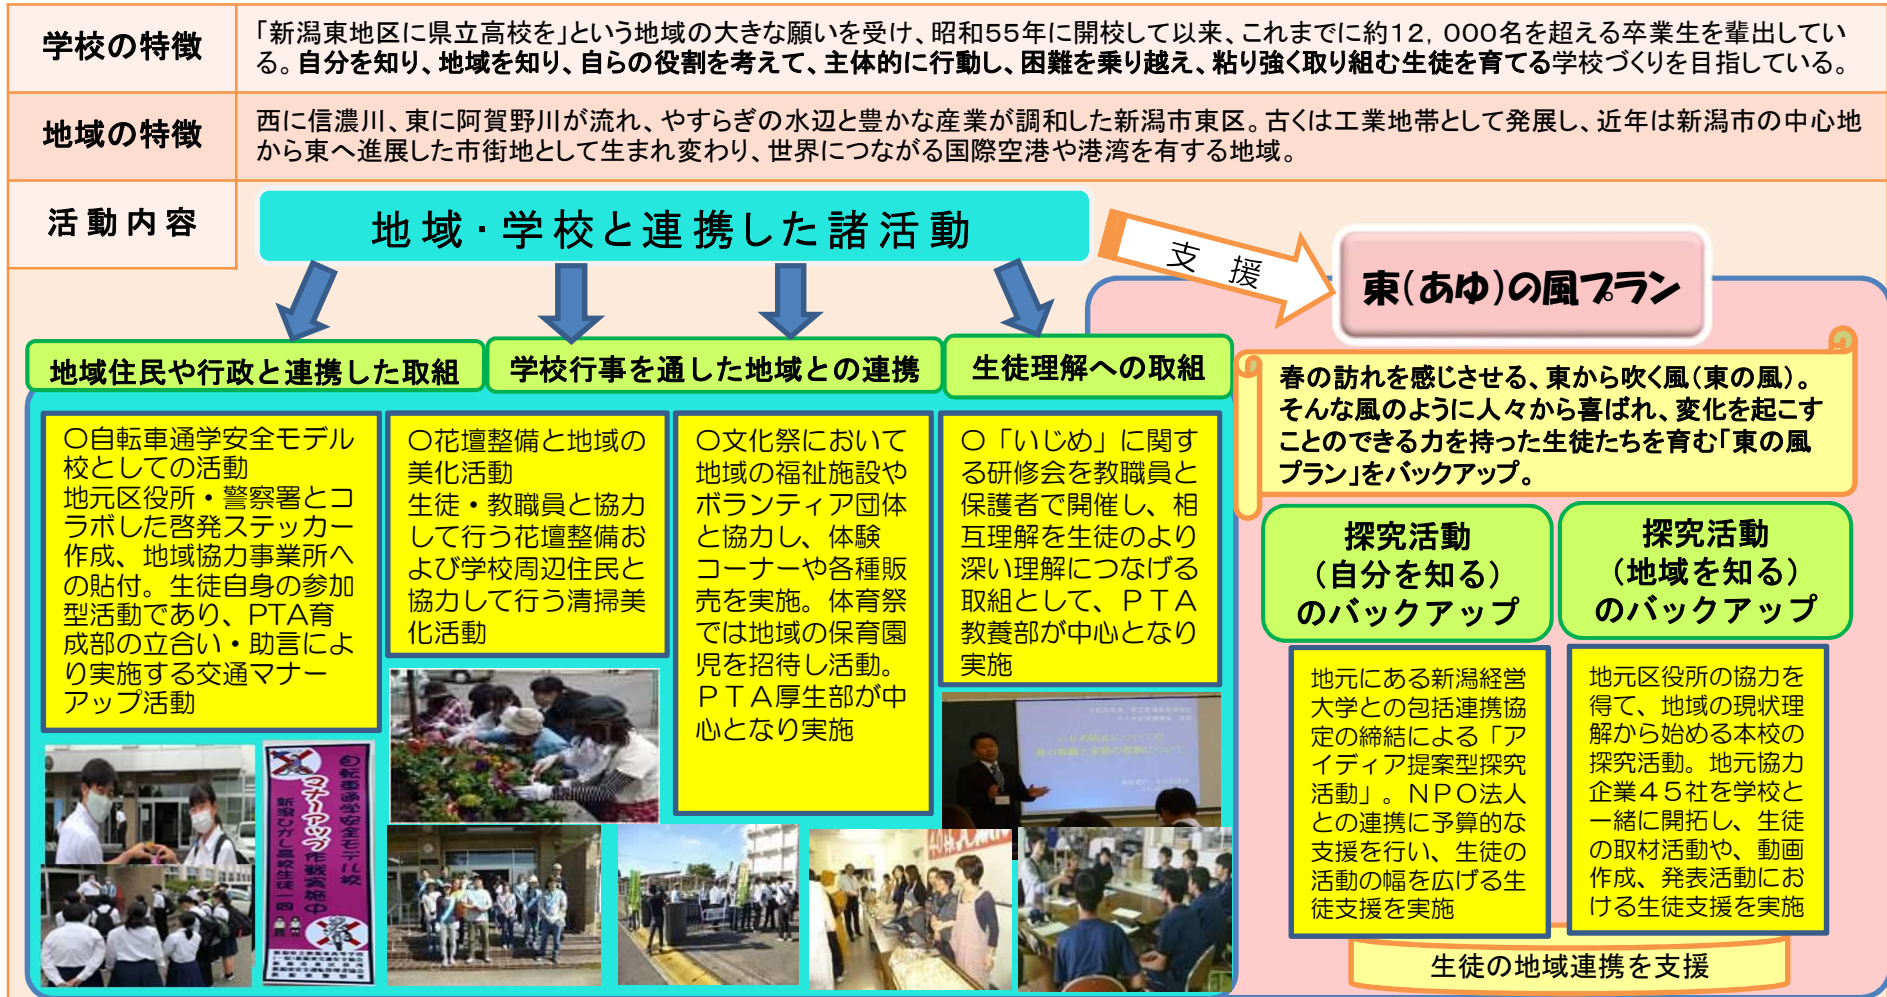 学校の特徴
「新潟東地区に県立高校を」という地域の大きな願いを受け、昭和55年に開校して以来、これまでに約12，000名を超える卒業生を輩出してい
る。自分を知り、地域を知り、自らの役割を考えて、主体的に行動し、困難を乗り越え、粘り強く取り組む生徒を育てる学校づくりを目指している。
地域の特徴
西に信濃川、東に阿賀野川が流れ、やすらぎの水辺と豊かな産業が調和した新潟市東区。古くは工業地帯として発展し、近年は新潟市の中心地
から東へ進展した市街地として生まれ変わり、世界につながる国際空港や港湾を有する地域。
活動内容
地域・学校と連携した諸活動
支 援
東(あゆ)の風プラン
地域住民や行政と連携した取組
学校行事を通した地域との連携
生徒理解への取組
〇自転車通学安全モデル
校としての活動
地元区役所・警察署とコ
ラボした啓発ステッカー
作成、地域協力事業所へ
の貼付。生徒自身の参加
型活動であり、PTA育
成部の立合い・助言によ
り実施する交通マナー
アップ活動
〇花壇整備と地域の
美化活動
生徒・教職員と協力
して行う花壇整備お
よび学校周辺住民と
協力して行う清掃美
化活動
〇文化祭において
地域の福祉施設や
ボランティア団体
と協力し、体験
コーナーや各種販
売を実施。体育祭
では地域の保育園
児を招待し活動。
PTA厚生部が中
心となり実施
〇「いじめ」に関す
る研修会を教職員と
保護者で開催し、相
互理解を生徒のより
深い理解につなげる
取組として、PTA
教養部が中心となり
実施
春の訪れを感じさせる、東から吹く風（東の風）。
そんな風のように人々から喜ばれ、変化を起こす
ことのできる力を持った生徒たちを育む「東の風
プラン」をバックアップ。
探究活動
（自分を知る）
のバックアップ
探究活動
（地域を知る）
のバックアップ
地元にある新潟経営
大学との包括連携協
定の締結による「ア
イディア提案型探究
活動」。NPO法人
との連携に予算的な
支援を行い、生徒の
活動の幅を広げる生
徒支援を実施
地元区役所の協力を
得て、地域の現状理
解から始める本校の
探究活動。地元協力
企業４５社を学校と
一緒に開拓し、生徒
の取材活動や、動画
作成、発表活動にお
ける生徒支援を実施
生徒の地域連携を支援
自転車通学安全モデル校
マナーアップ作戦実施中
新潟ひがし高校生徒一同